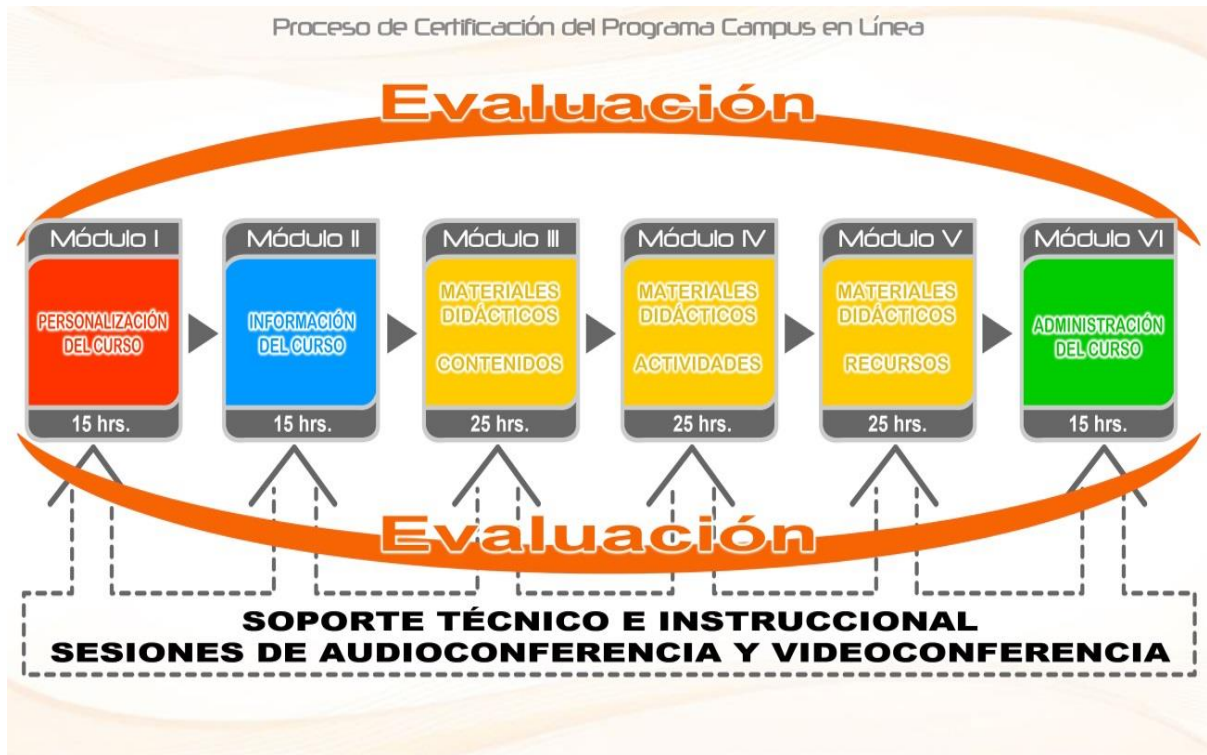 Proceso de Certificación del Programa Campus en Línea
Evaluación
Módulo I
PERSONALIZACIÓN
DEL CURSO
15 hrs.
Módulo II
INFORMACIÓN
DEL CURSO
15 hrs.
Módulo III
MATERIALES
DIDÁCTICOS
CONTENIDOS
25 hrs.
Módulo IV
MATERIALES
DIDÁCTICOS
ACTIVIDADES
25 hrs.
Módulo V
MATERIALES
DIDÁCTICOS
RECURSOS
25 hrs.
Módulo VI
ADMINISTRACIÓN
DEL CURSO
15 hrs.
Evaluación
SOPORTE TÉCNICO E INSTRUCCIONAL
SESIONES DE AUDIOCONFERENCIA Y VIDEOCONFERENCIA